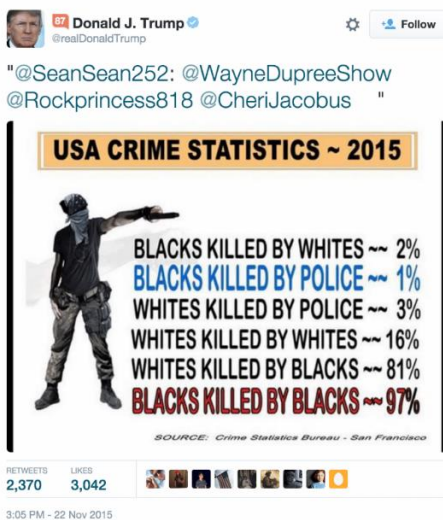 87 Donald J. Trump
@realDonaldTrump
Follow
"@SeanSean252: @WayneDupreeShow
@Rockprincess818 @CheriJacobus "
USA CRIME STATISTICS ~ 2015
BLACKS KILLED BY WHITES ~~ 2%
BLACKS KILLED BY POLICE ~~ 1%
WHITES KILLED BY POLICE ~~ 3%
WHITES KILLED BY WHITES ~~ 16%
WHITES KILLED BY BLACKS ~~ 81%
BLACKS KILLED BY BLACKS ~~ 97%
SOURCE: Crime Statistics Bureau - San Francisco
RETWEETS LIKES
2,370 3,042
3:05 PM - 22 Nov 2015